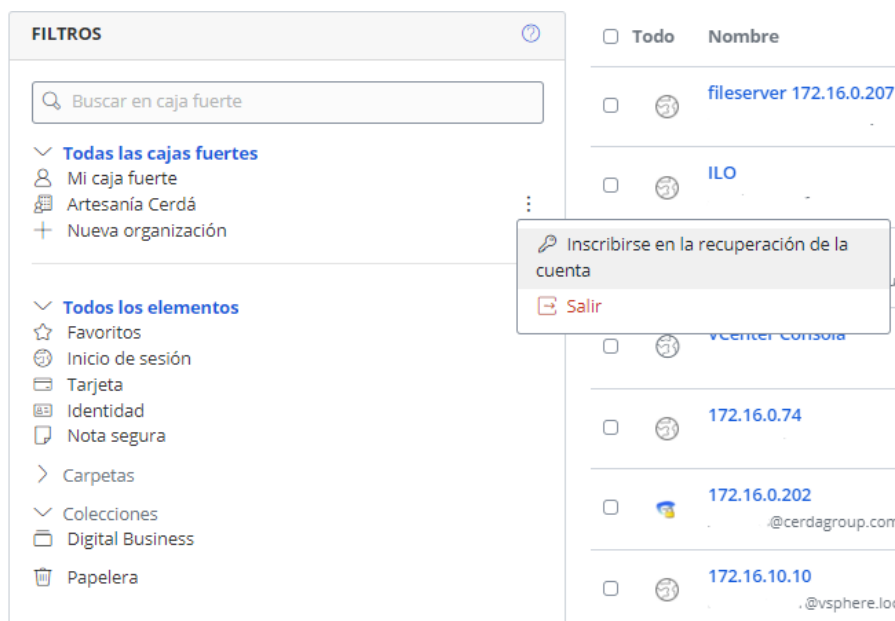 FILTROS
Buscar en caja fuerte
Todas las cajas fuertes
Mi caja fuerte
Artesanía Cerdá
Nueva organización
Inscribirse en la recuperación de la
cuenta
Salir
Todos los elementos
Favoritos
Inicio de sesión
Tarjeta
Identidad
Nota segura
Carpetas
Colecciones
Digital Business
Papelera
Todo Nombre
fileserver 172.16.0.207
ILO
vCenter Consola
172.16.0.74
172.16.0.202
@cerdagroup.com
172.16.10.10
@vsphere.loc